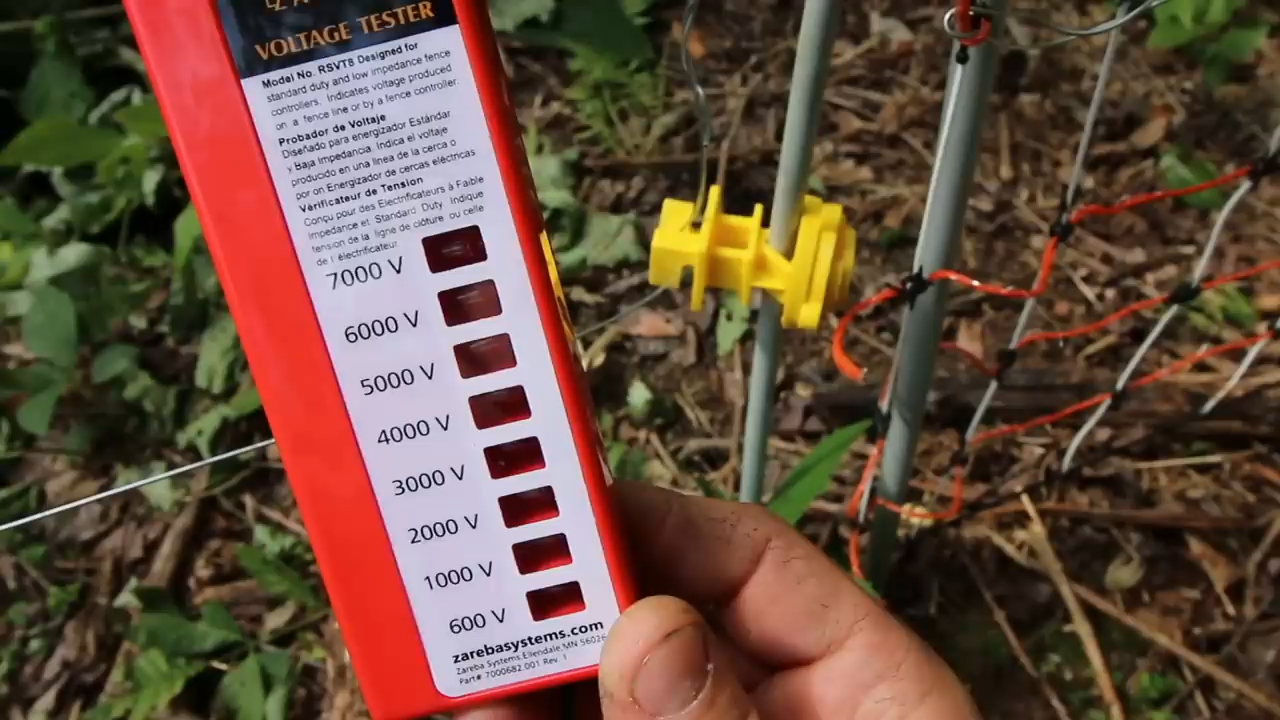 VOLTAGE TESTER
Model No. RSVT8 Designed for
standard duty and low impedance fence
controllers. Indicates voltage produced
on a fence line or by a fence controller.
Probador de Voltaje
Diseñado para energizador Estándar
y Baja Impedancia. Indica el voltaje
producido en una linea de la cerca o
por on Energizador de cercas eléctricas
Vérificateur de Tension
Conçu pour des Électrificateurs à Faible
Impedance et Standard Duty Indique
tension de la ligne de clôture ou celle
de l électrificateur.
7000 V
6000 V
5000 V
4000 V
3000 V
2000 V
1000 V
600 V
zarebasystems.com
Zareba Systems, Ellendale, MN 56026
Part# 7000682.001 Rev. 1